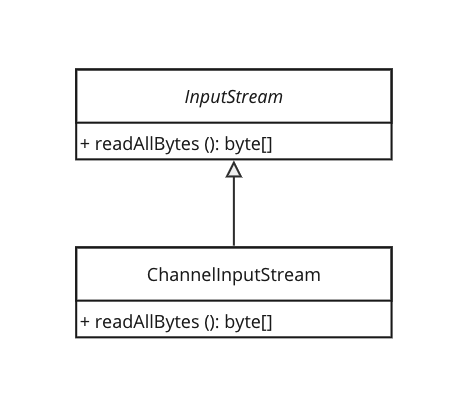 InputStream
+ readAllBytes (): byte[]
ChannelInputStream
+ readAllBytes (): byte[]